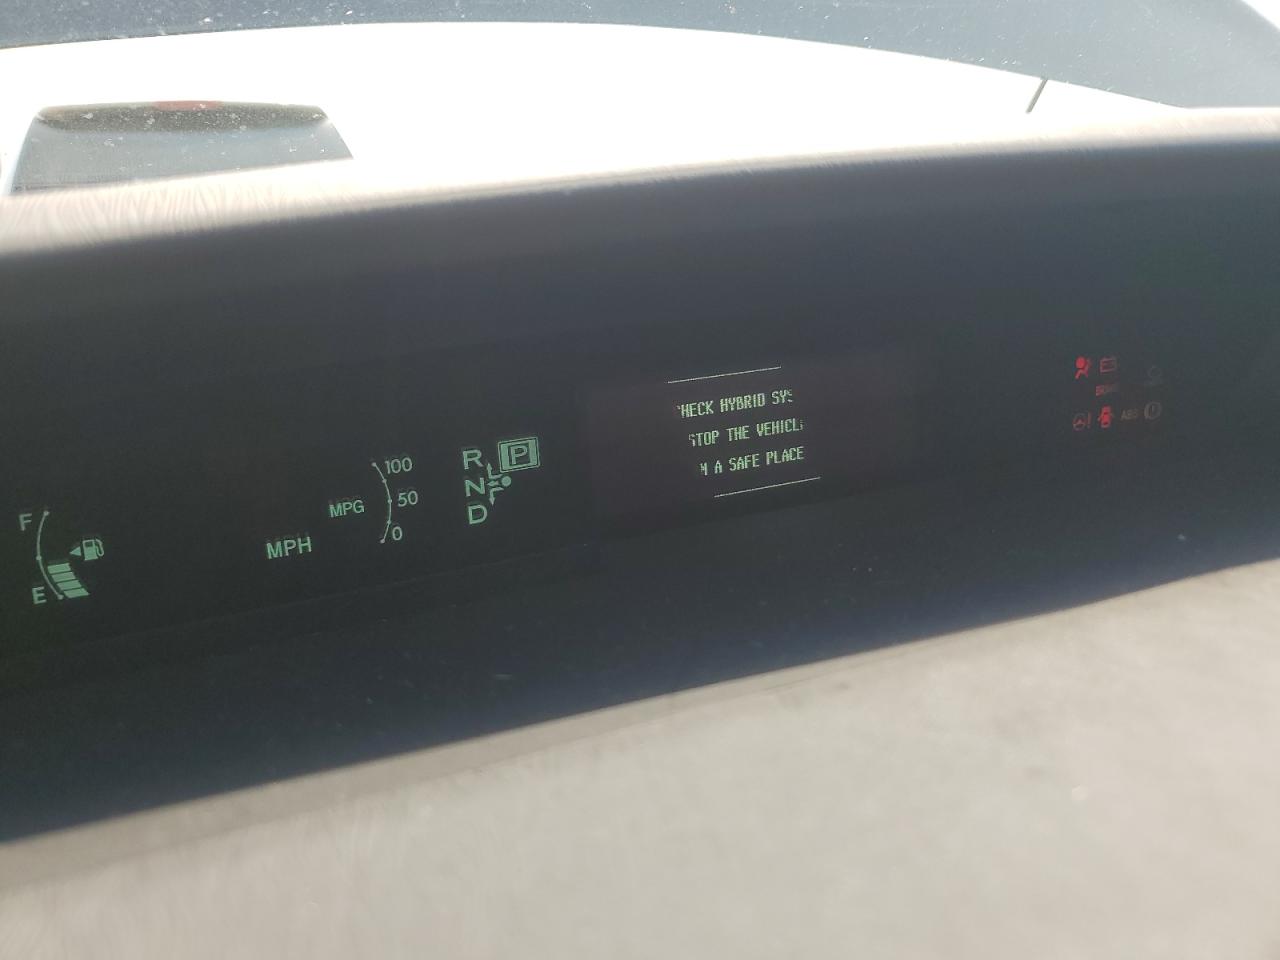 F
E
MPH
MPG
100
50
0
R P
N
D
HECK HYBRID SYS
STOP THE VEHICL
A SAFE PLACE
ABS